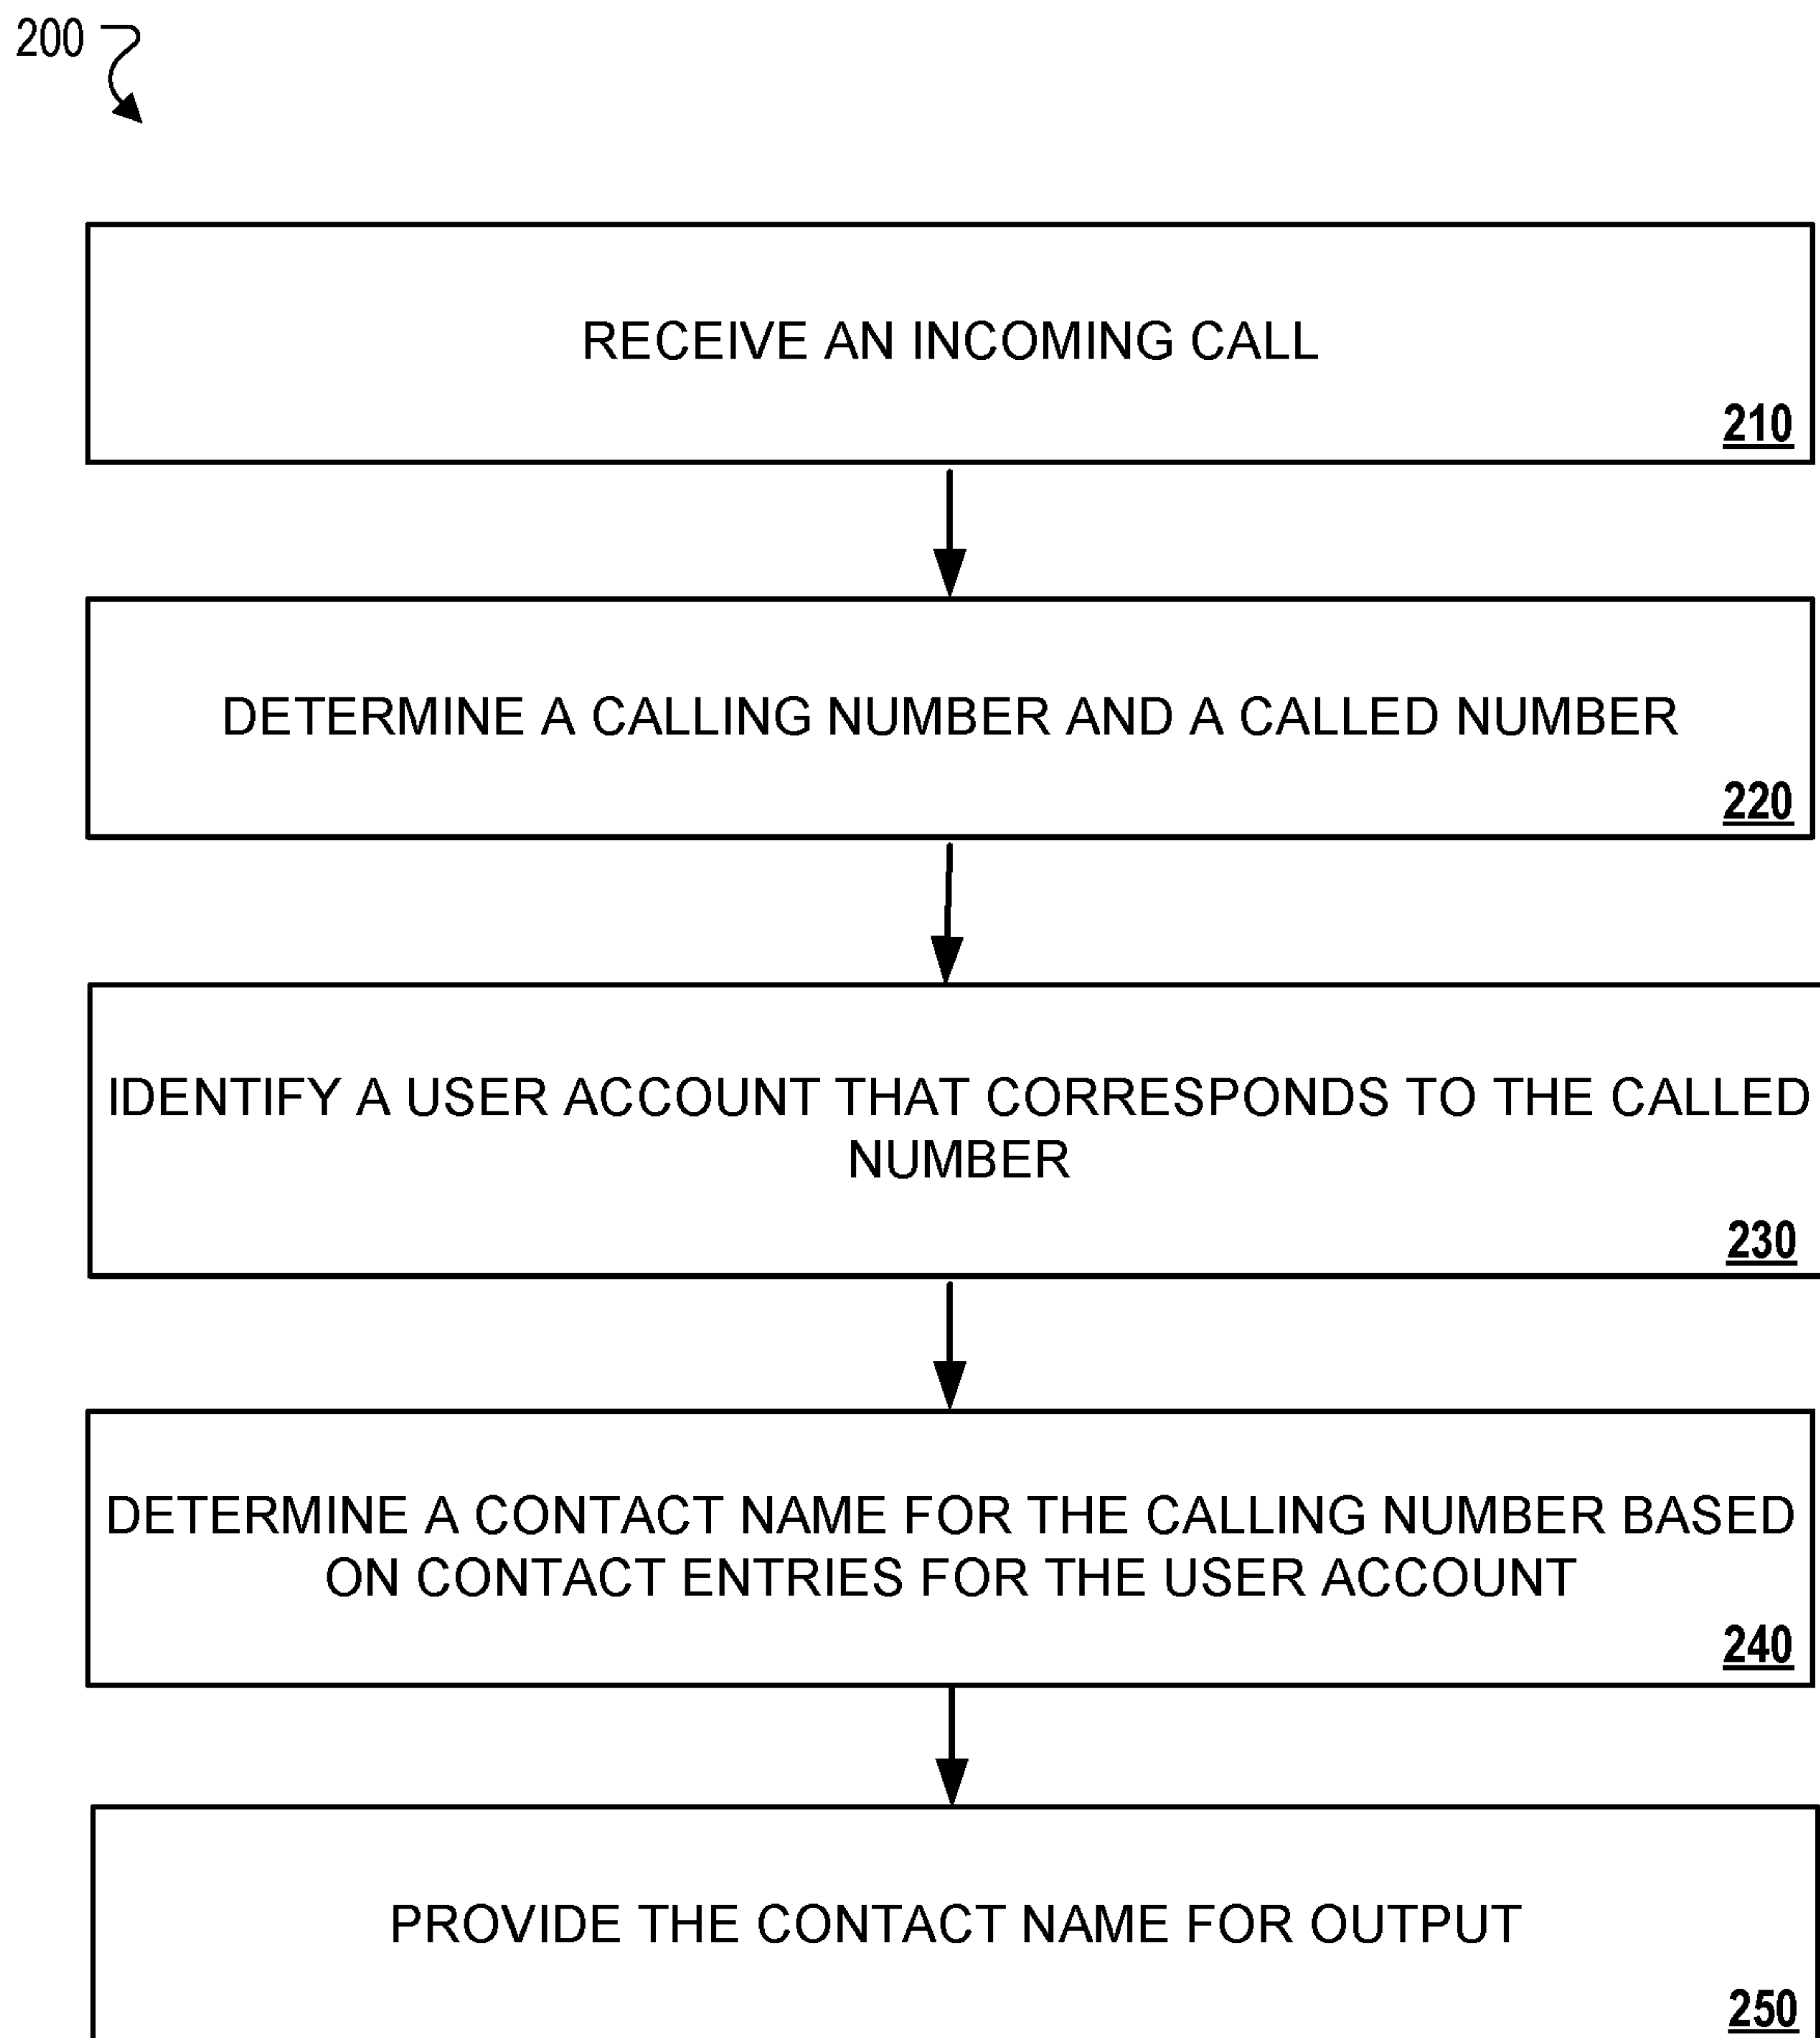 200
RECEIVE AN INCOMING CALL
210
DETERMINE A CALLING NUMBER AND A CALLED NUMBER
220
IDENTIFY A USER ACCOUNT THAT CORRESPONDS TO THE CALLED
NUMBER
230
DETERMINE A CONTACT NAME FOR THE CALLING NUMBER BASED
ON CONTACT ENTRIES FOR THE USER ACCOUNT
240
PROVIDE THE CONTACT NAME FOR OUTPUT
250